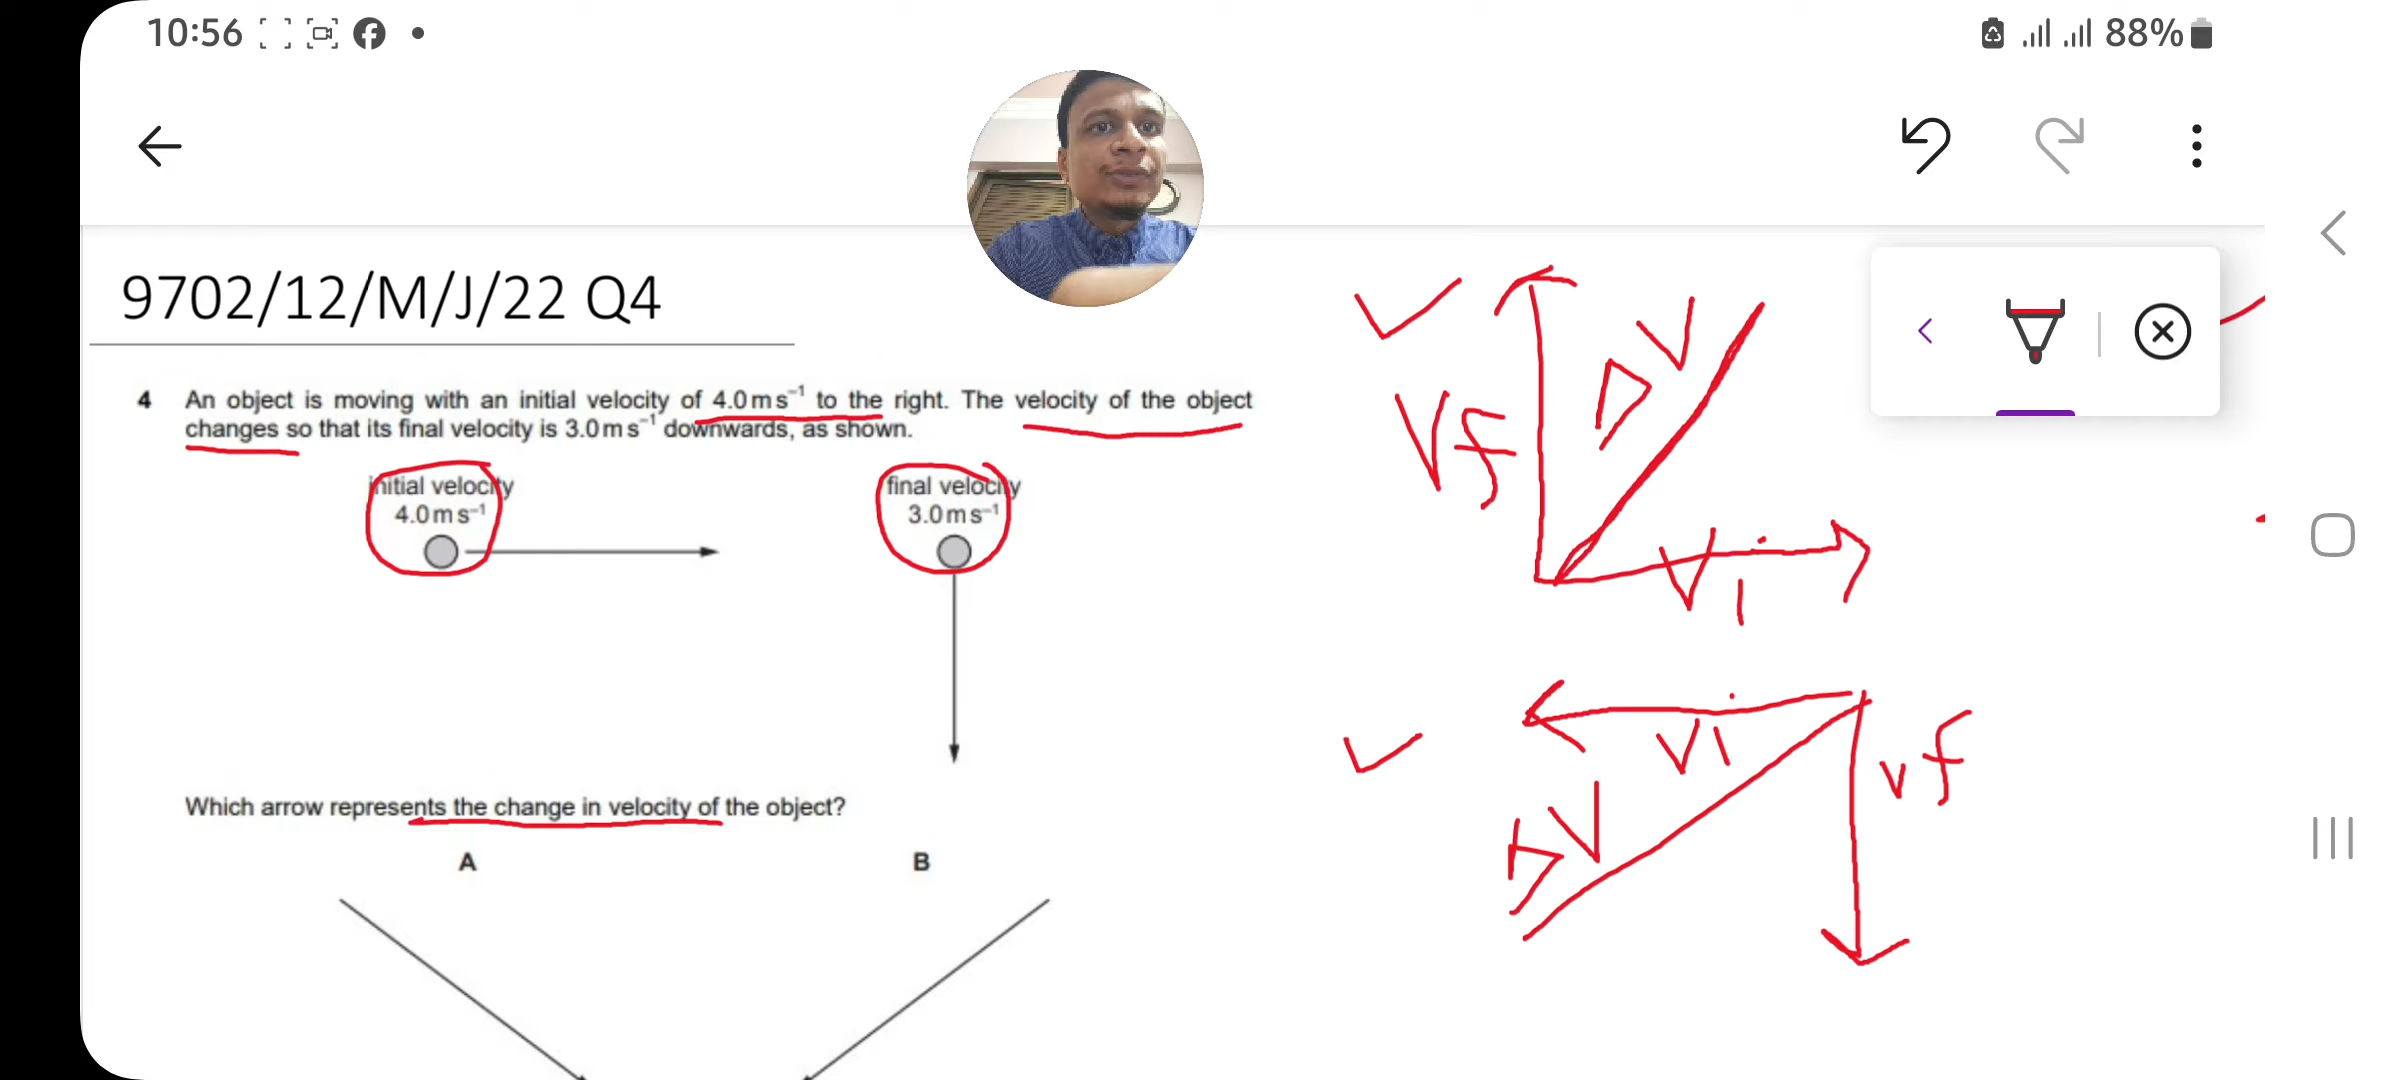 10:56
88%
9702/12/M/J/22 Q4
4 An object is moving with an initial velocity of 4.0 m s⁻¹ to the right. The velocity of the object
changes so that its final velocity is 3.0 m s⁻¹ downwards, as shown.
initial velocity
4.0 m s⁻¹
final velocity
3.0 m s⁻¹
Which arrow represents the change in velocity of the object?
A
B
Vf
ΔV
Vi
Vi
vf
ΔV